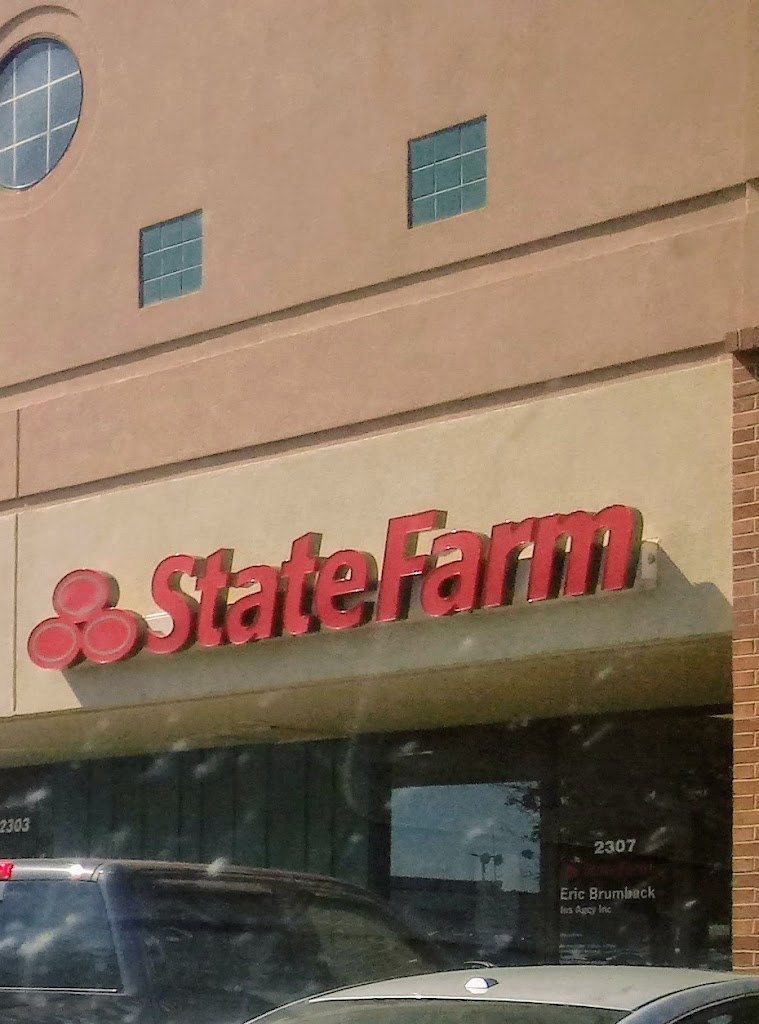 StateFarm
2303
2307
Eric Brumback
Ins Agcy Inc